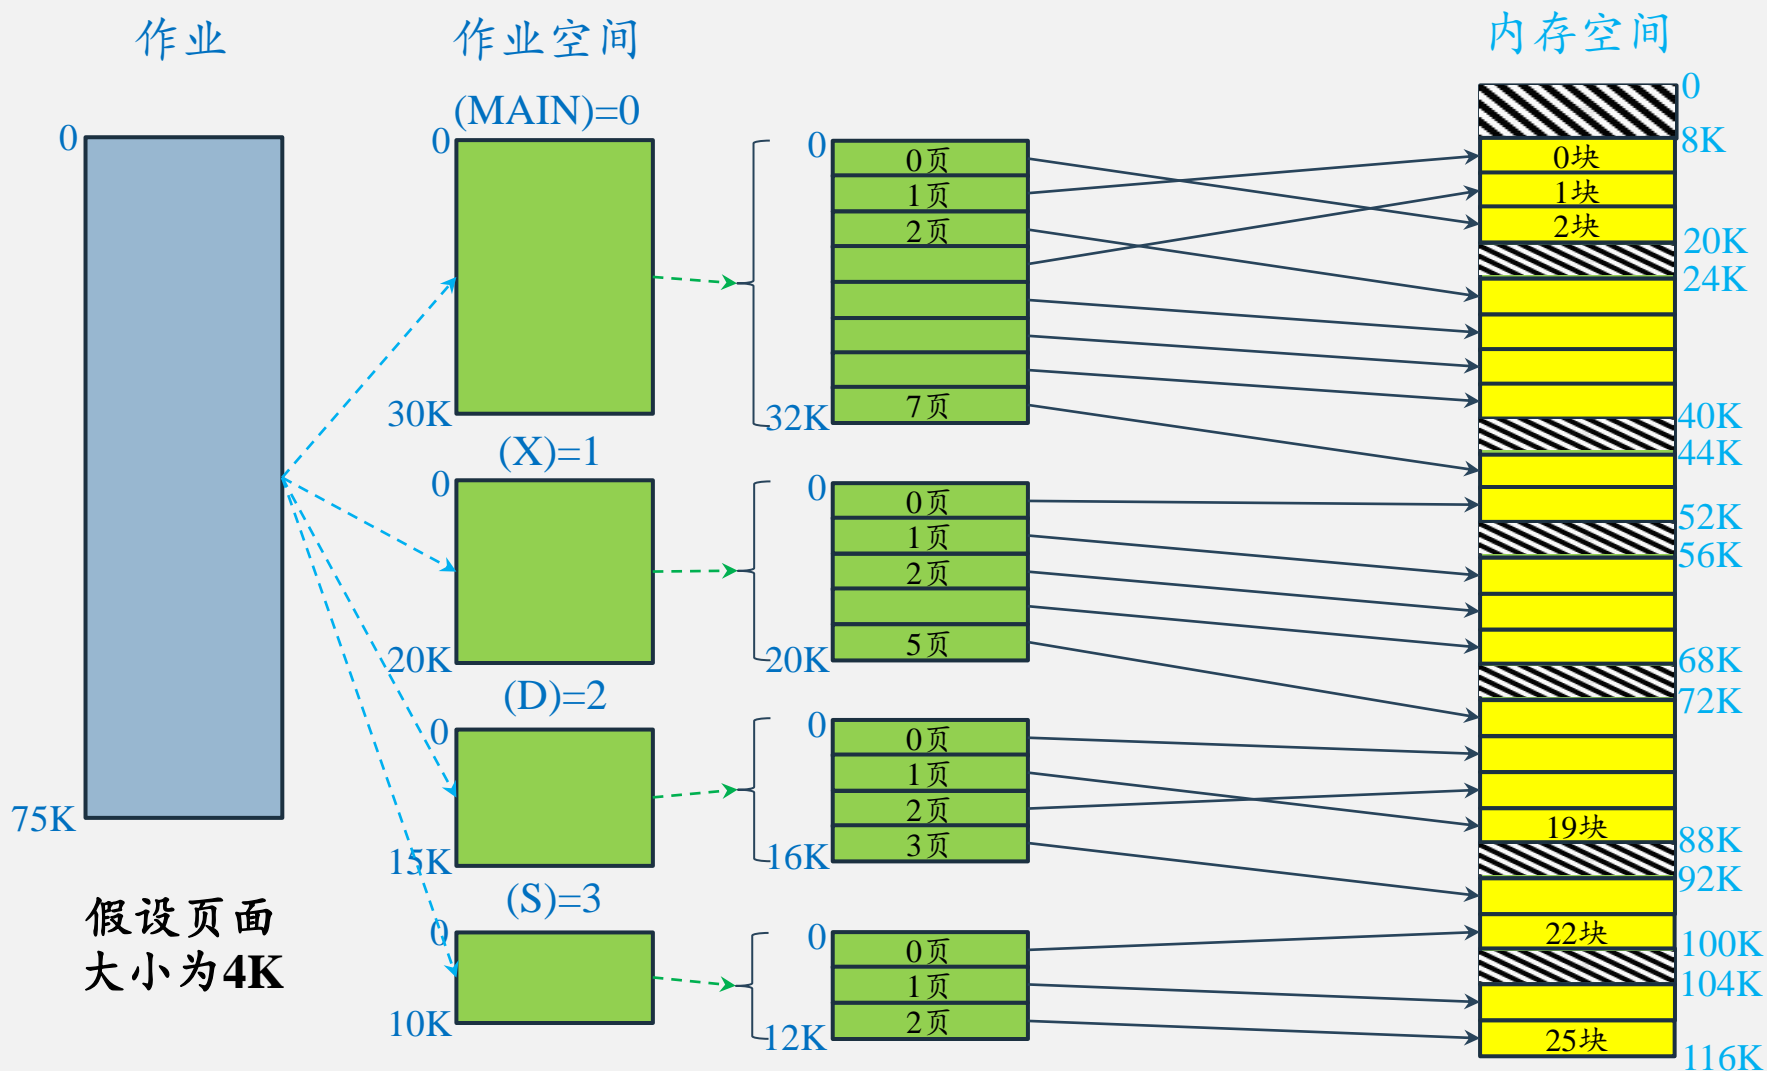 作业
0
75K
假设页面
大小为4K
作业空间
(MAIN)=0
0
30K
(X)=1
0
20K
(D)=2
0
15K
(S)=3
0
10K
0
0页
1页
2页
7页
32K
0
0页
1页
2页
5页
20K
0
0页
1页
2页
3页
16K
0
0页
1页
2页
12K
内存空间
0
8K
0块
1块
2块
20K
24K
40K
44K
52K
56K
68K
72K
19块
88K
92K
22块
100K
104K
25块
116K